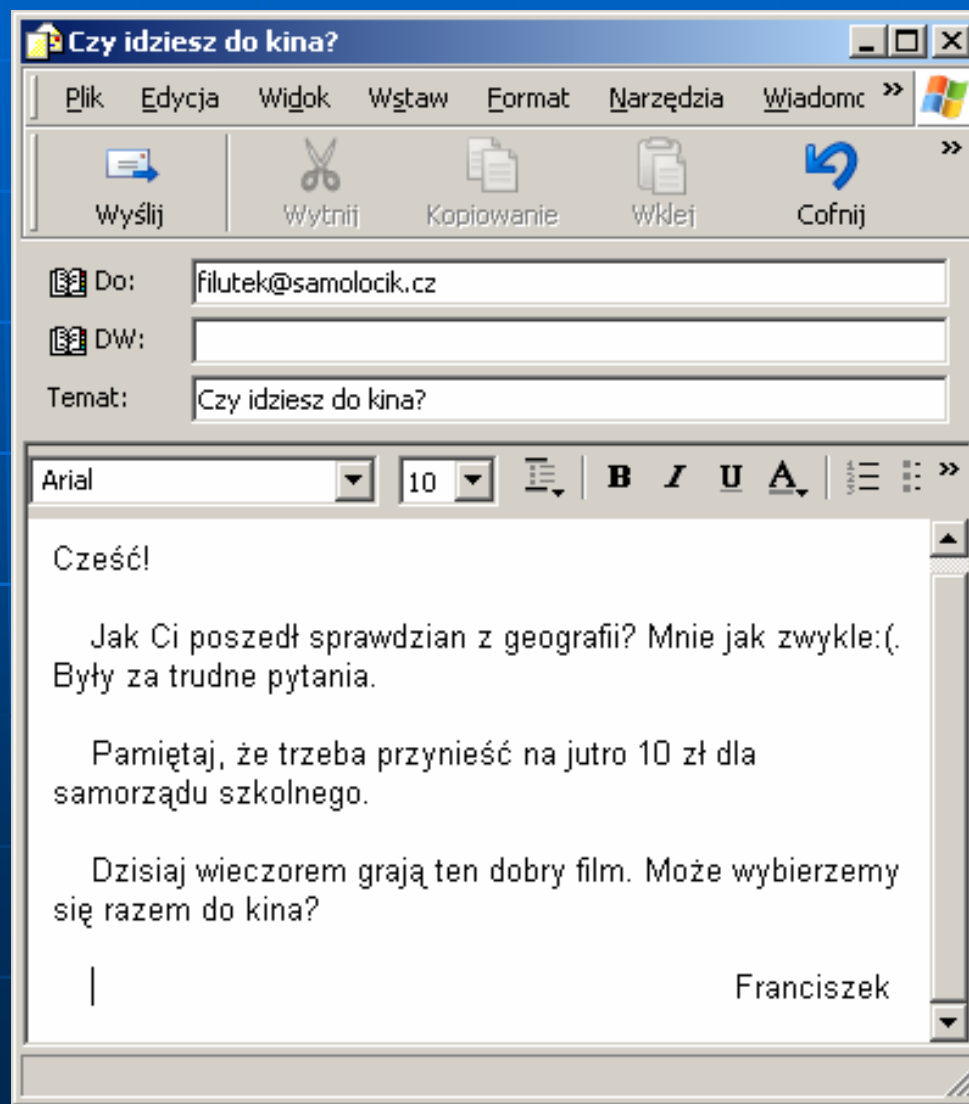 Czy idziesz do kina?
Plik Edycja Widok Wstaw Format Narzędzia Wiadomc »
Wyślij Wytnij Kopiowanie Wklej Cofnij »
Do: filutek@samolocik.cz
DW:
Temat: Czy idziesz do kina?
Arial 10 B I U A »
Cześć!
Jak Ci poszedł sprawdzian z geografii? Mnie jak zwykle:(.
Były za trudne pytania.
Pamiętaj, że trzeba przynieść na jutro 10 zł dla
samorządu szkolnego.
Dzisiaj wieczorem grają ten dobry film. Może wybierzemy
się razem do kina?
Franciszek